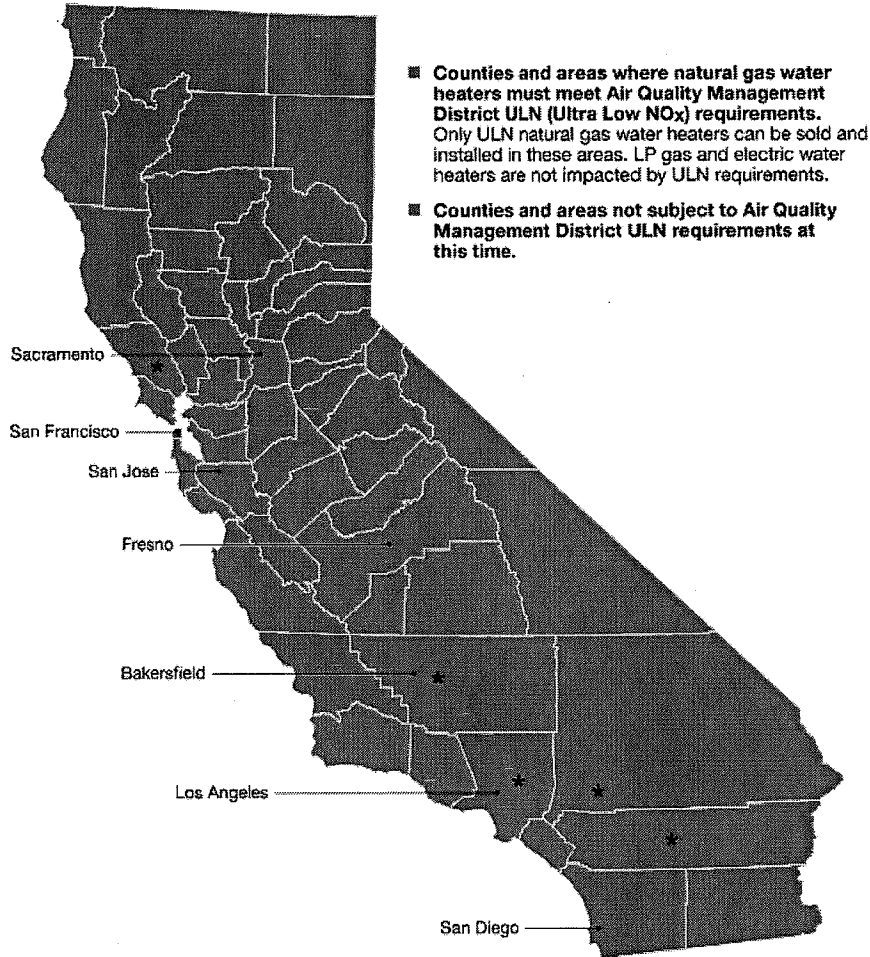 ■ Counties and areas where natural gas water
heaters must meet Air Quality Management
District ULN (Ultra Low NOx) requirements.
Only ULN natural gas water heaters can be sold and
installed in these areas. LP gas and electric water
heaters are not impacted by ULN requirements.
■ Counties and areas not subject to Air Quality
Management District ULN requirements at
this time.
Sacramento
*
San Francisco
San Jose
Fresno
Bakersfield
*
Los Angeles
*
*
*
San Diego